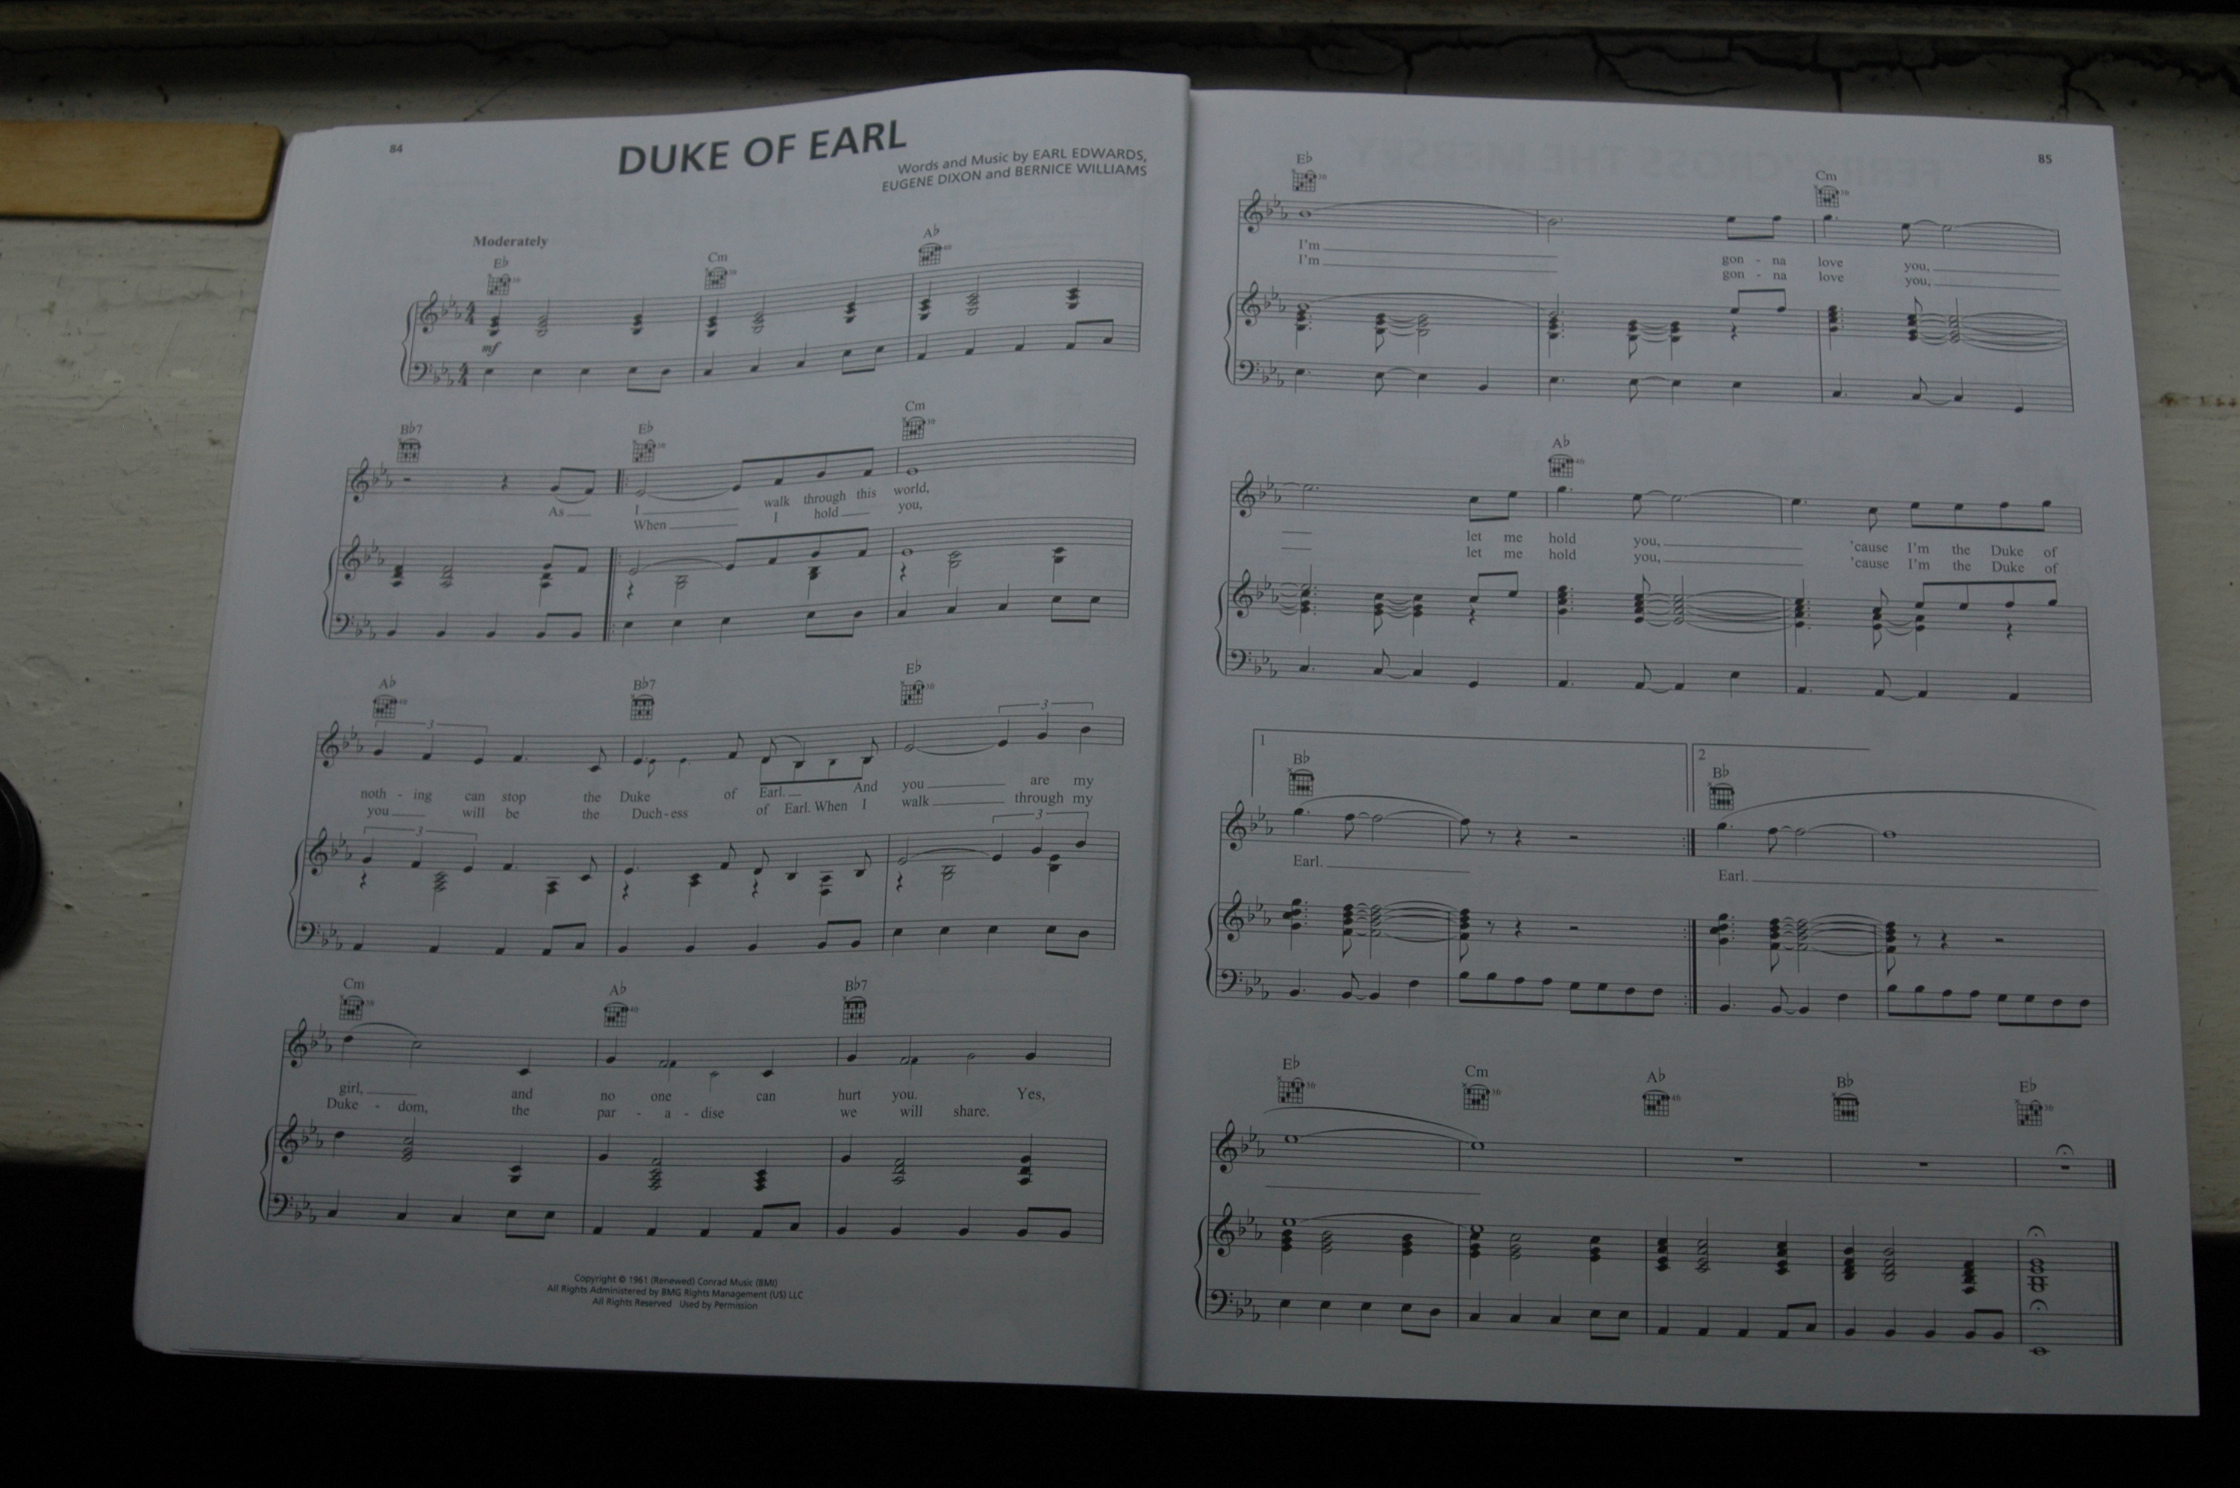 84
DUKE OF EARL
Words and Music by EARL EDWARDS,
EUGENE DIXON and BERNICE WILLIAMS
Moderately
E♭ Cm A♭
mf
B♭7 E♭ Cm
As I walk through this world,
When I hold you,
A♭ B♭7 E♭
3 3
noth - ing can stop the Duke of Earl. And you are my
you will be the Duch - ess of Earl. When I walk through my
3 3
Cm A♭ B♭7
girl, and no one can hurt you.
Duke - dom, the par - a - dise we will share. Yes,
Copyright © 1961 (Renewed) Conrad Music (BMI)
All Rights Administered by BMG Rights Management (US) LLC
All Rights Reserved Used by Permission
85
E♭ Cm
I'm gon - na love you,
I'm gon - na love you,
A♭
let me hold you, 'cause I'm the Duke of
let me hold you, 'cause I'm the Duke of
1 2
B♭ B♭
Earl. Earl.
E♭ Cm A♭ B♭ E♭